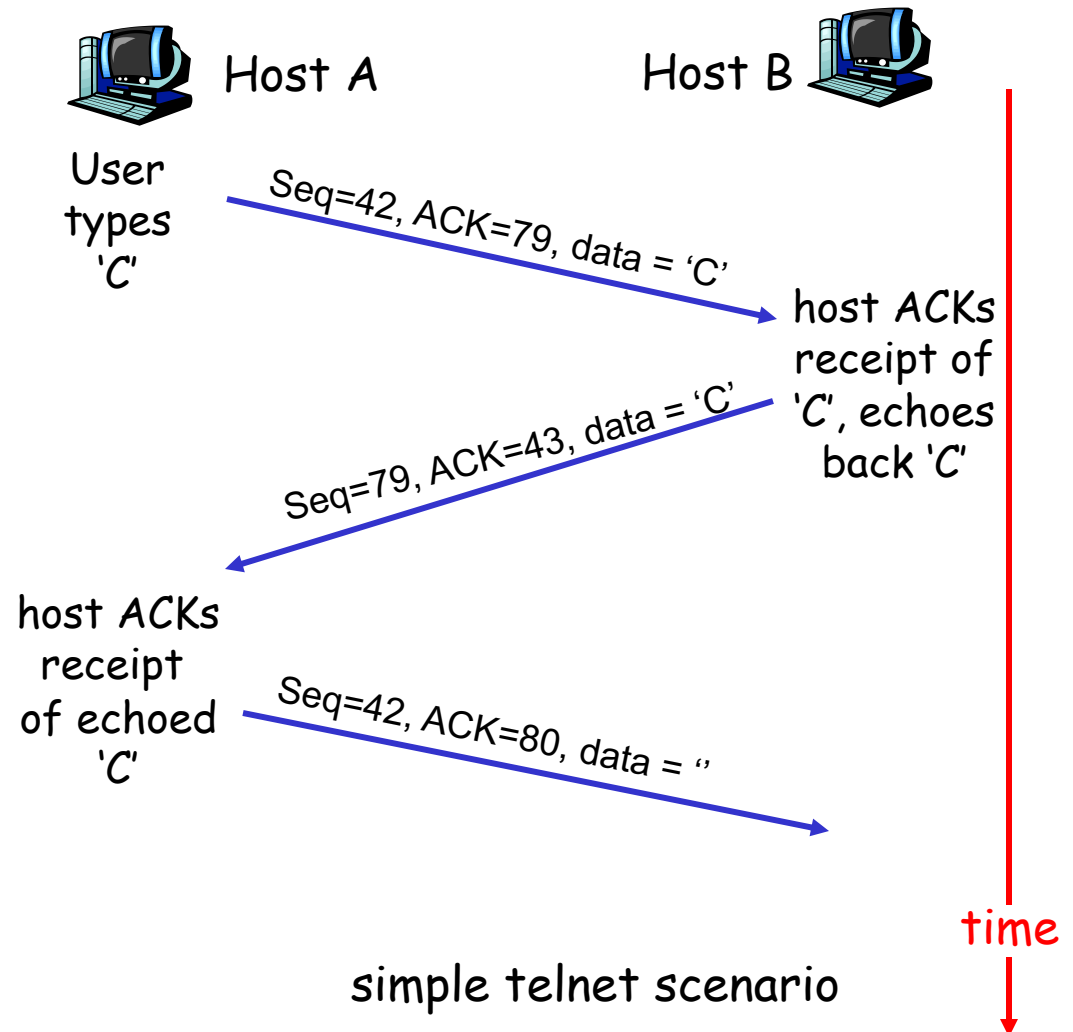 Host A
Host B
User
types
‘C’
Seq=42, ACK=79, data = ‘C’
host ACKs
receipt of
‘C’, echoes
back ‘C’
Seq=79, ACK=43, data = ‘C’
host ACKs
receipt
of echoed
‘C’
Seq=42, ACK=80, data = ‘’
time
simple telnet scenario